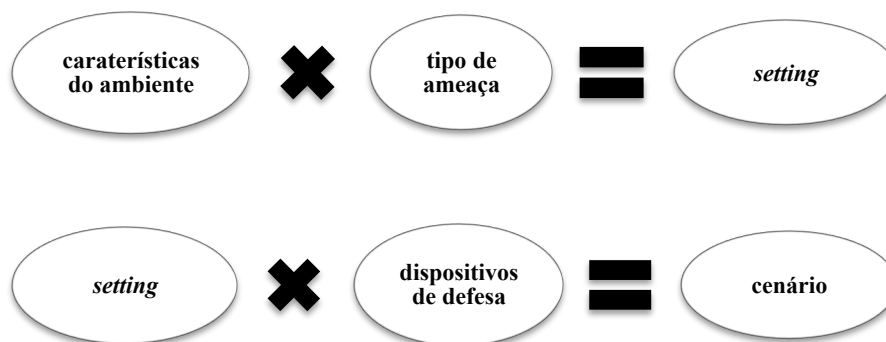 caraterísticas
do ambiente
tipo de
ameaça
setting
setting
dispositivos
de defesa
cenário